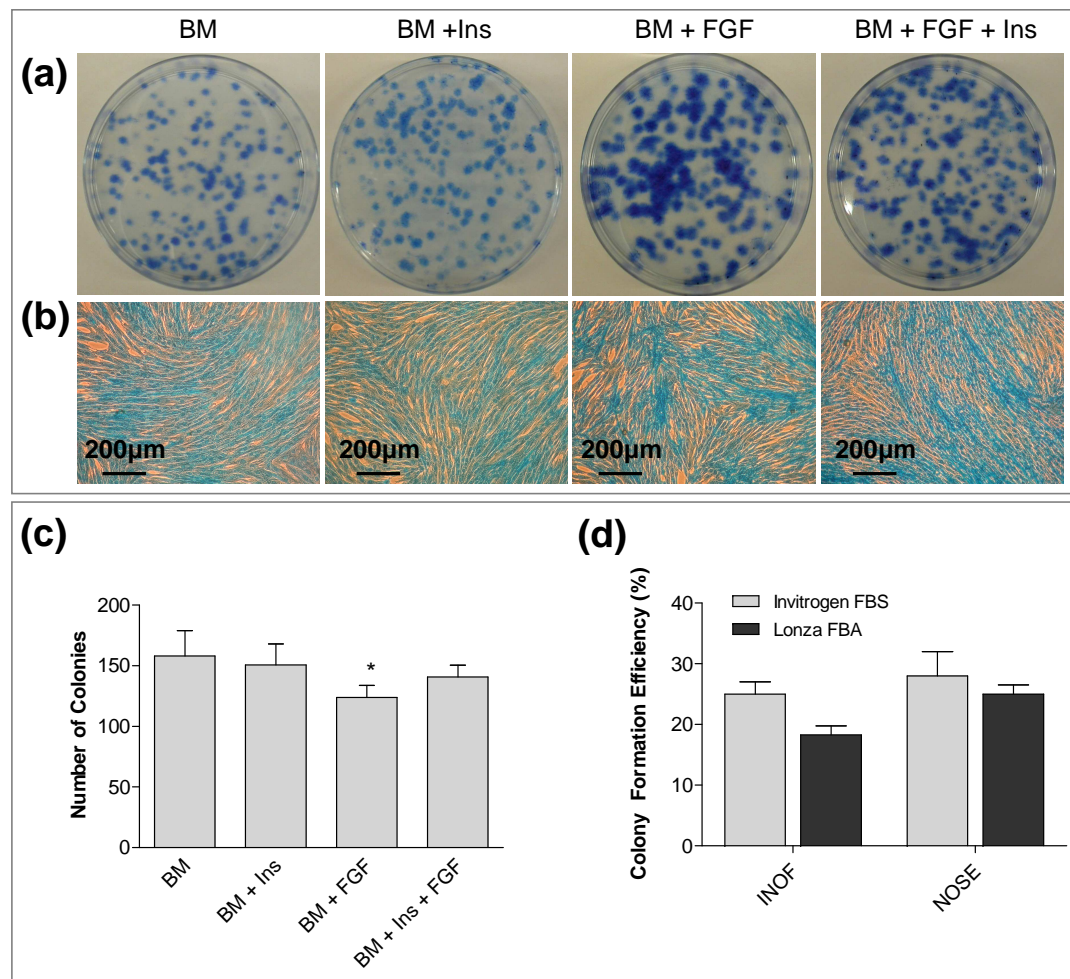 BM BM +Ins BM + FGF BM + FGF + Ins
(a)
(b)
200µm 200µm 200µm 200µm
(c)
Number of Colonies
200
150
100
50
0
*
BM BM + Ins BM + FGF BM + Ins + FGF
(d)
Colony Formation Efficiency (%)
Invitrogen FBS
Lonza FBA
40
30
20
10
0
INOF NOSE